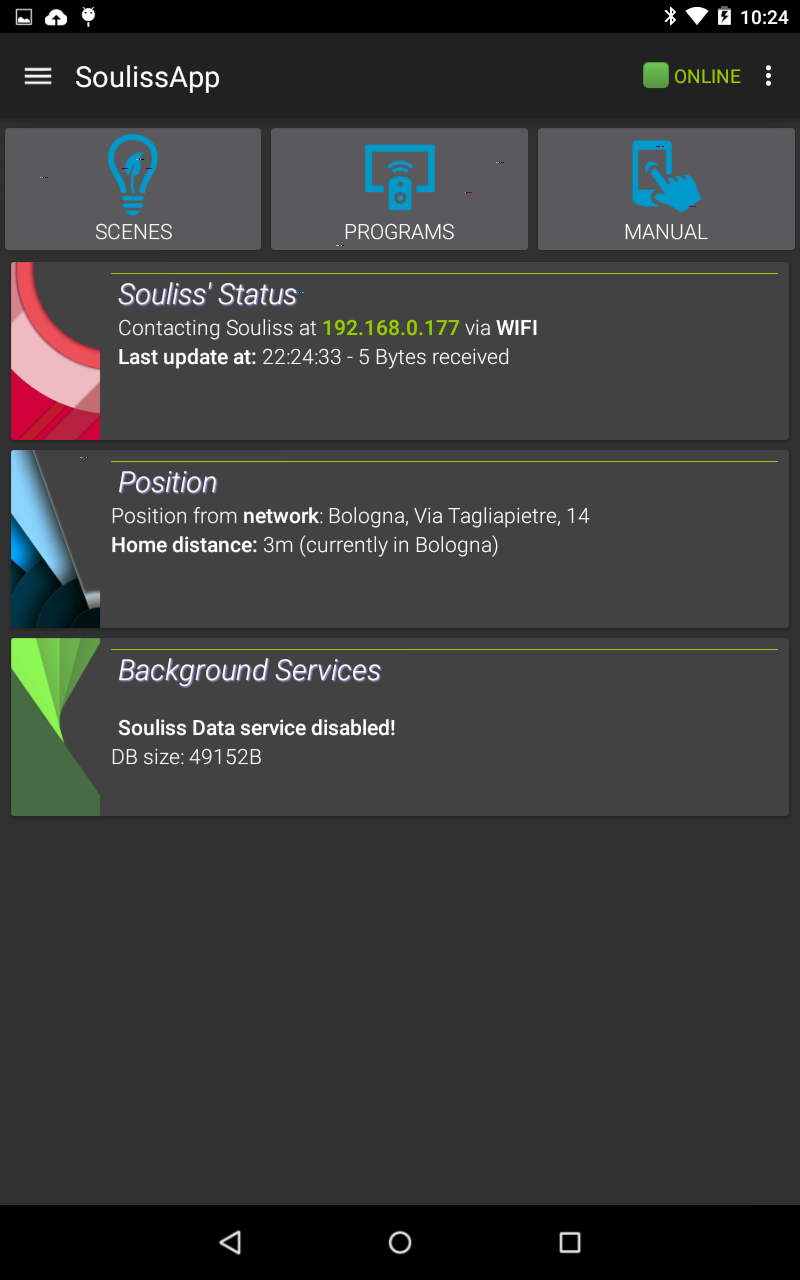 10:24
SoulissApp
ONLINE
SCENES
PROGRAMS
MANUAL
Souliss' Status
Contacting Souliss at 192.168.0.177 via WIFI
Last update at: 22:24:33 - 5 Bytes received
Position
Position from network: Bologna, Via Tagliapietre, 14
Home distance: 3m (currently in Bologna)
Background Services
Souliss Data service disabled!
DB size: 49152B